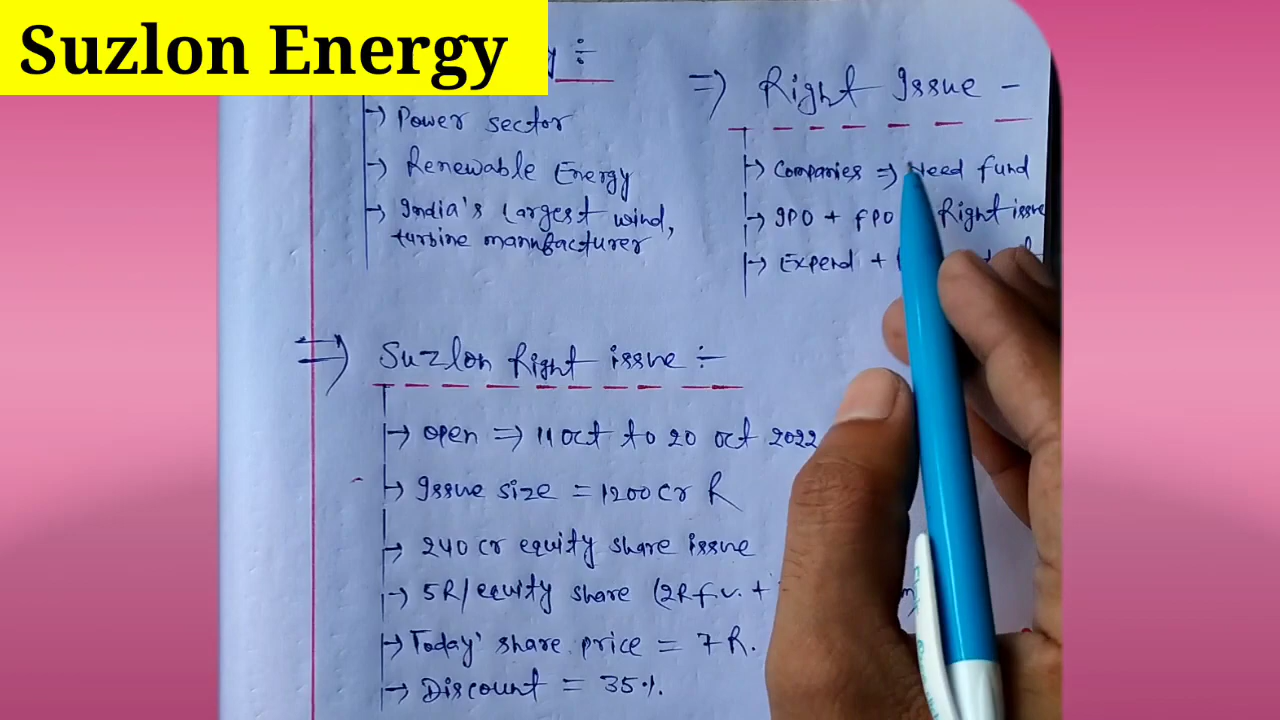 Suzlon Energy
y ÷
→ Power sector
→ Renewable Energy
→ India's largest wind,
turbine manufacturer
⇒ Right Issue -
→ Companies ⇒ Need fund
→ IPO + FPO Right issue
→ Expend +
⇒ Suzlon Right issue ÷
→ open ⇒ 11 oct to 20 oct 2022
→ Issue size = 1200 cr R
→ 240 cr equity share issue
→ 5R/equity share (2R f.v. +
→ Today' share price = 7 R.
→ Discount = 35%.